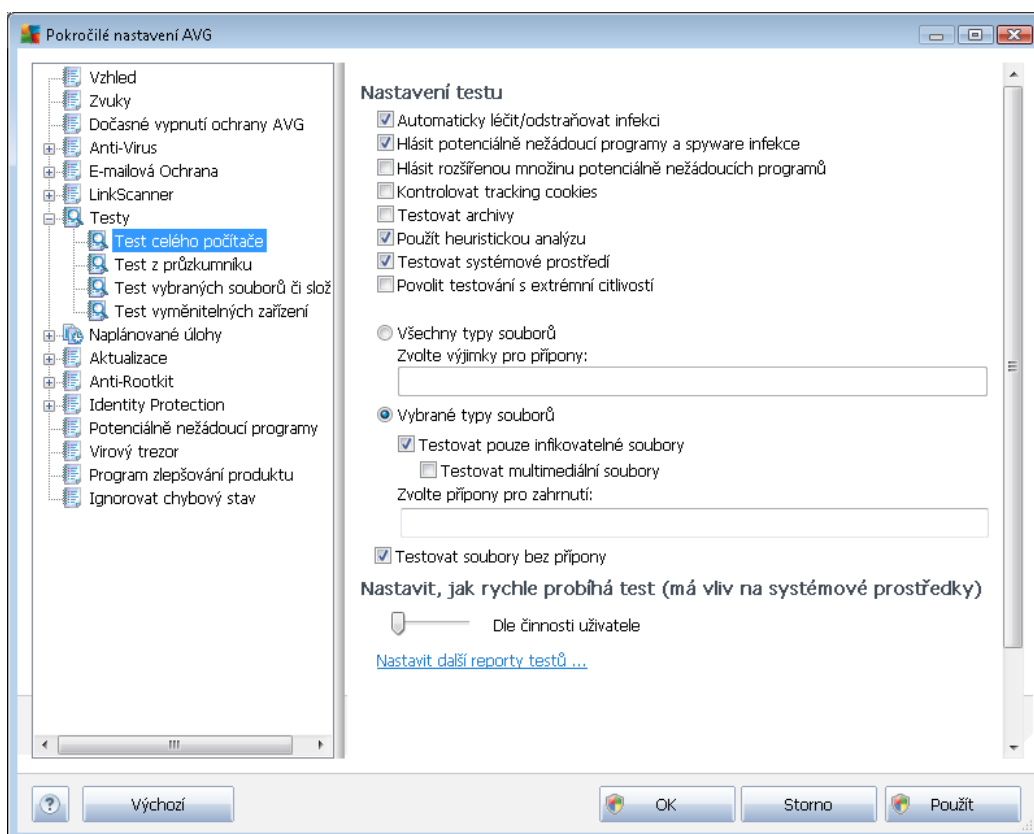 Pokročilé nastavení AVG
Vzhled
Zvuky
Dočasné vypnutí ochrany AVG
Anti-Virus
E-mailová Ochrana
LinkScanner
Testy
Test celého počítače
Test z průzkumníku
Test vybraných souborů či slož
Test vyměnitelných zařízení
Naplánované úlohy
Aktualizace
Anti-Rootkit
Identity Protection
Potenciálně nežádoucí programy
Virový trezor
Program zlepšování produktu
Ignorovat chybový stav
Nastavení testu
Automaticky léčit/odstraňovat infekci
Hlásit potenciálně nežádoucí programy a spyware infekce
Hlásit rozšířenou množinu potenciálně nežádoucích programů
Kontrolovat tracking cookies
Testovat archivy
Použít heuristickou analýzu
Testovat systémové prostředí
Povolit testování s extrémní citlivostí
Všechny typy souborů
Zvolte výjimky pro přípony:
Vybrané typy souborů
Testovat pouze infikovatelné soubory
Testovat multimediální soubory
Zvolte přípony pro zahrnutí:
Testovat soubory bez přípony
Nastavit, jak rychle probíhá test (má vliv na systémové prostředky)
Dle činnosti uživatele
Nastavit další reporty testů ...
?
Výchozí
OK
Storno
Použít